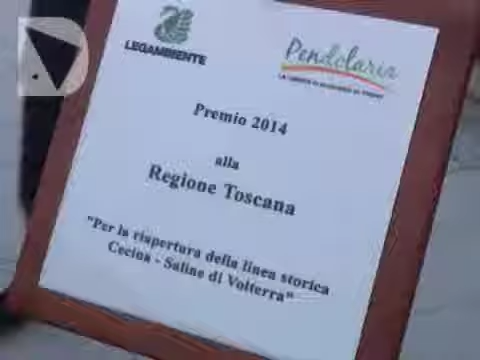 LEGAMBIENTE
Pendolaria
Premio 2014
alla
Regione Toscana
"Per la riapertura della linea storica
Cecina - Saline di Volterra"